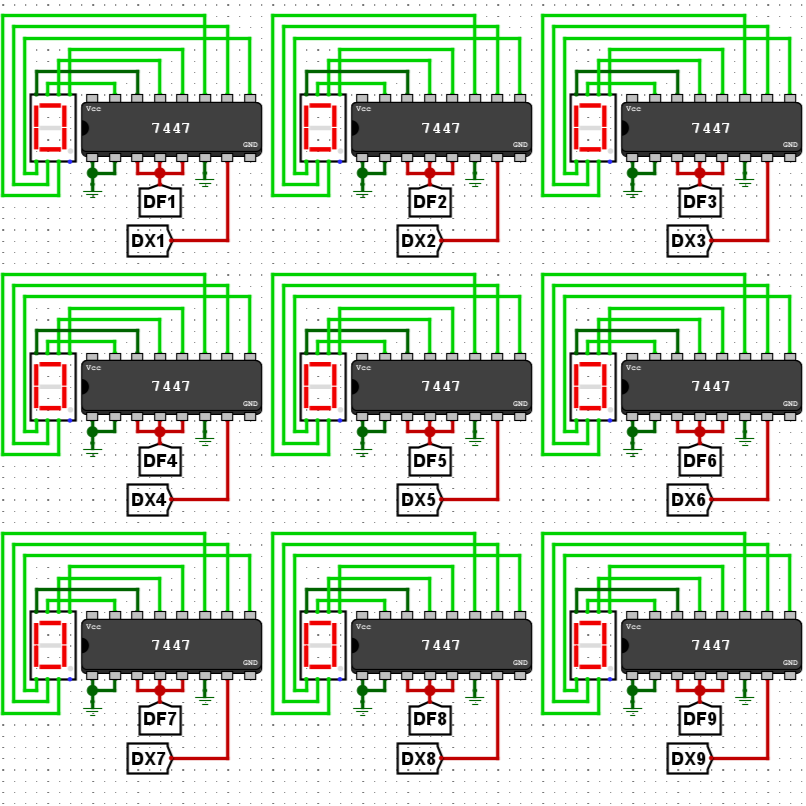 Vcc Vcc Vcc
7447 7447 7447
GND GND GND
DF1 DF2 DF3
DX1 DX2 DX3
Vcc Vcc Vcc
7447 7447 7447
GND GND GND
DF4 DF5 DF6
DX4 DX5 DX6
Vcc Vcc Vcc
7447 7447 7447
GND GND GND
DF7 DF8 DF9
DX7 DX8 DX9